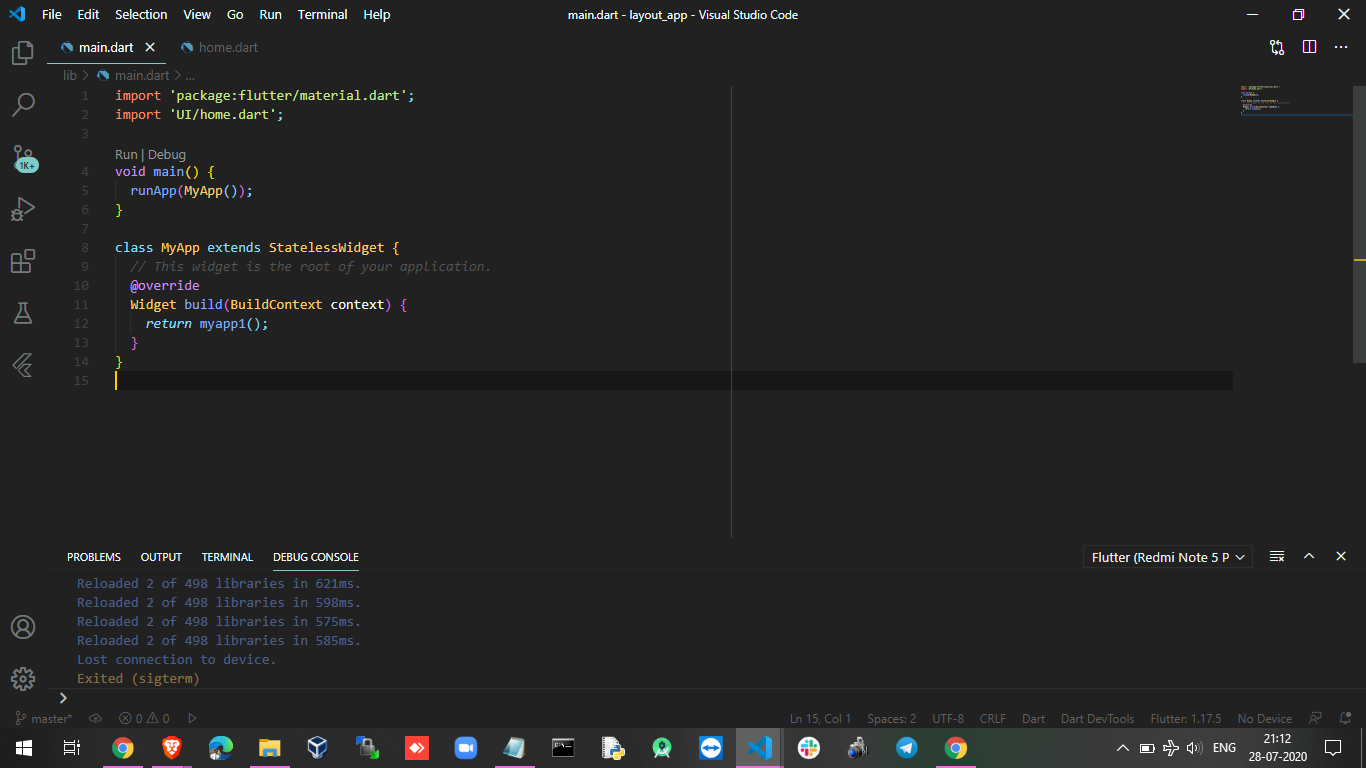 File Edit Selection View Go Run Terminal Help main.dart - layout_app - Visual Studio Code
main.dart home.dart
lib > main.dart > ...
1 import 'package:flutter/material.dart';
2 import 'UI/home.dart';
3
Run | Debug
4 void main() {
5 runApp(MyApp());
6 }
7
8 class MyApp extends StatelessWidget {
9 // This widget is the root of your application.
10 @override
11 Widget build(BuildContext context) {
12 return myapp1();
13 }
14 }
15
1K+
PROBLEMS OUTPUT TERMINAL DEBUG CONSOLE Flutter (Redmi Note 5 P
Reloaded 2 of 498 libraries in 621ms.
Reloaded 2 of 498 libraries in 598ms.
Reloaded 2 of 498 libraries in 575ms.
Reloaded 2 of 498 libraries in 585ms.
Lost connection to device.
Exited (sigterm)
master* 0 0 Ln 15, Col 1 Spaces: 2 UTF-8 CRLF Dart Dart DevTools Flutter: 1.17.5 No Device
ENG 21:12
28-07-2020